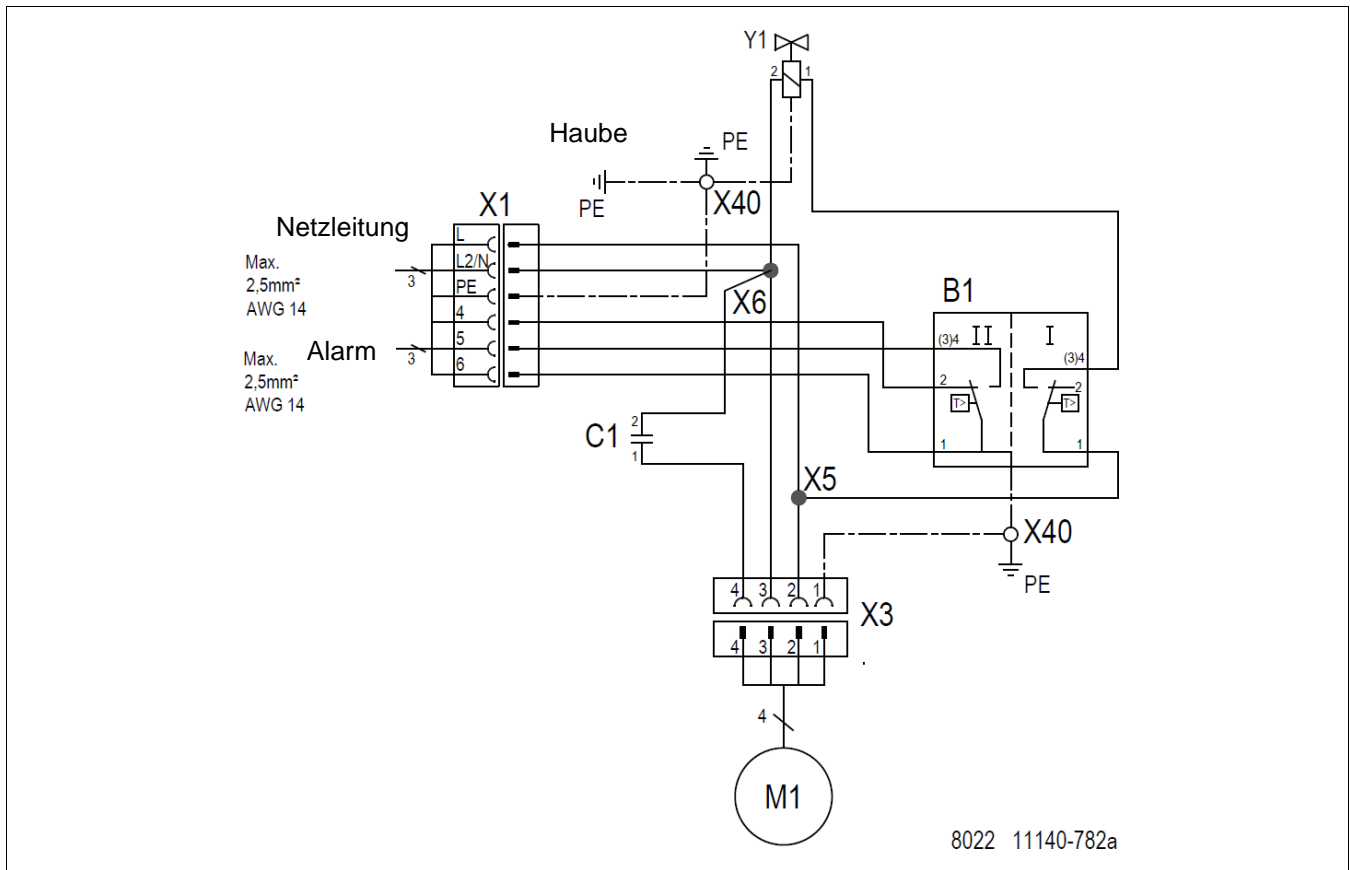 Y1
2 1
Haube
PE
PE
X40
X1
Netzleitung
Max.
2,5mm²
AWG 14
3
L
L2/N
PE
4
5
6
Alarm
Max.
2,5mm²
AWG 14
3
X6
B1
(3)4 II I
(3)4
2 2
T> T>
1 1
C1
2
1
X5
X40
PE
4 3 2 1
X3
4 3 2 1
4
M1
8022 11140-782a